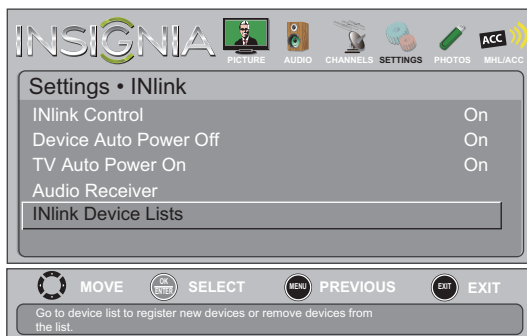 INSIGNIA
PICTURE AUDIO CHANNELS SETTINGS PHOTOS MHL/ACC
ACC
Settings • INlink
INlink Control On
Device Auto Power Off On
TV Auto Power On On
Audio Receiver
INlink Device Lists
MOVE OK ENTER SELECT MENU PREVIOUS EXIT EXIT
Go to device list to register new devices or remove devices from
the list.